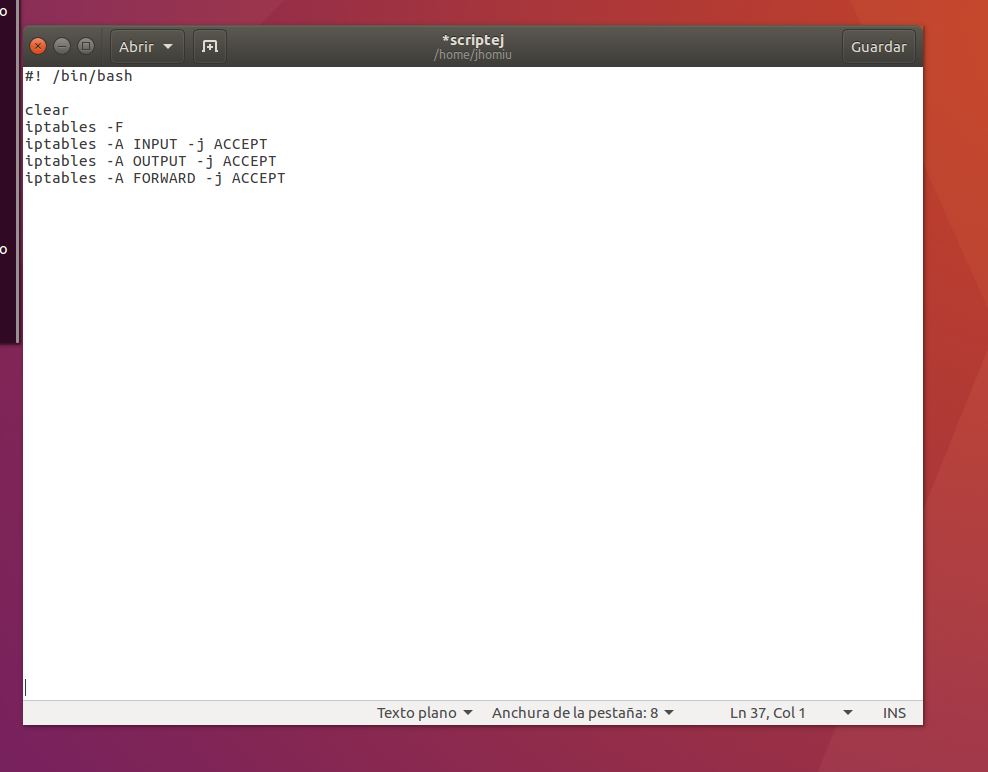 o
Abrir
*scriptej
/home/jhomiu
Guardar
#! /bin/bash
clear
iptables -F
iptables -A INPUT -j ACCEPT
iptables -A OUTPUT -j ACCEPT
iptables -A FORWARD -j ACCEPT
o
Texto plano
Anchura de la pestaña: 8
Ln 37, Col 1
INS